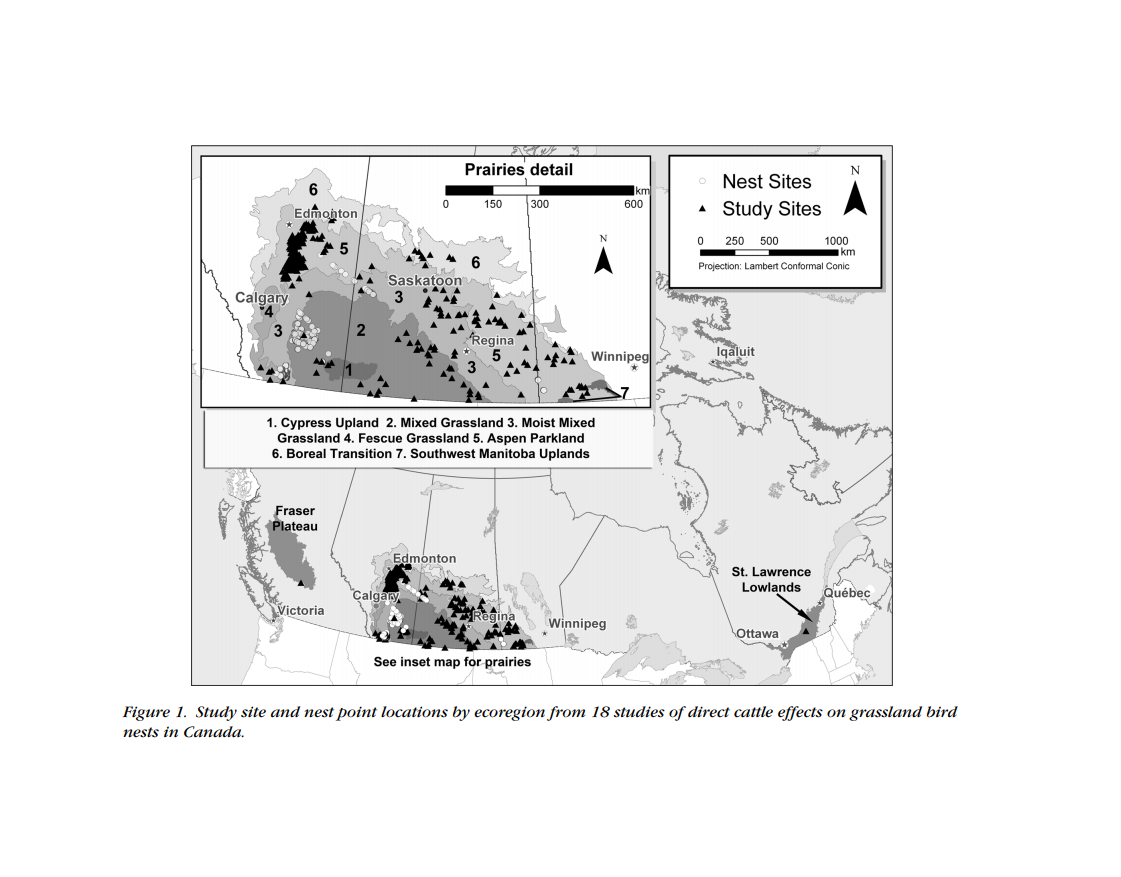 Prairies detail
km
0 150 300 600
N
6
Edmonton
5
6
Saskatoon
3
Calgary
4
3
2
Regina
5
3
1
Winnipeg
7
1. Cypress Upland 2. Mixed Grassland 3. Moist Mixed
Grassland 4. Fescue Grassland 5. Aspen Parkland
6. Boreal Transition 7. Southwest Manitoba Uplands
N
Nest Sites
Study Sites
0 250 500 1000
km
Projection: Lambert Conformal Conic
Iqaluit
Fraser
Plateau
Edmonton
Calgary
Victoria
Regina
Winnipeg
St. Lawrence
Lowlands
Québec
Ottawa
See inset map for prairies
Figure 1. Study site and nest point locations by ecoregion from 18 studies of direct cattle effects on grassland bird
nests in Canada.